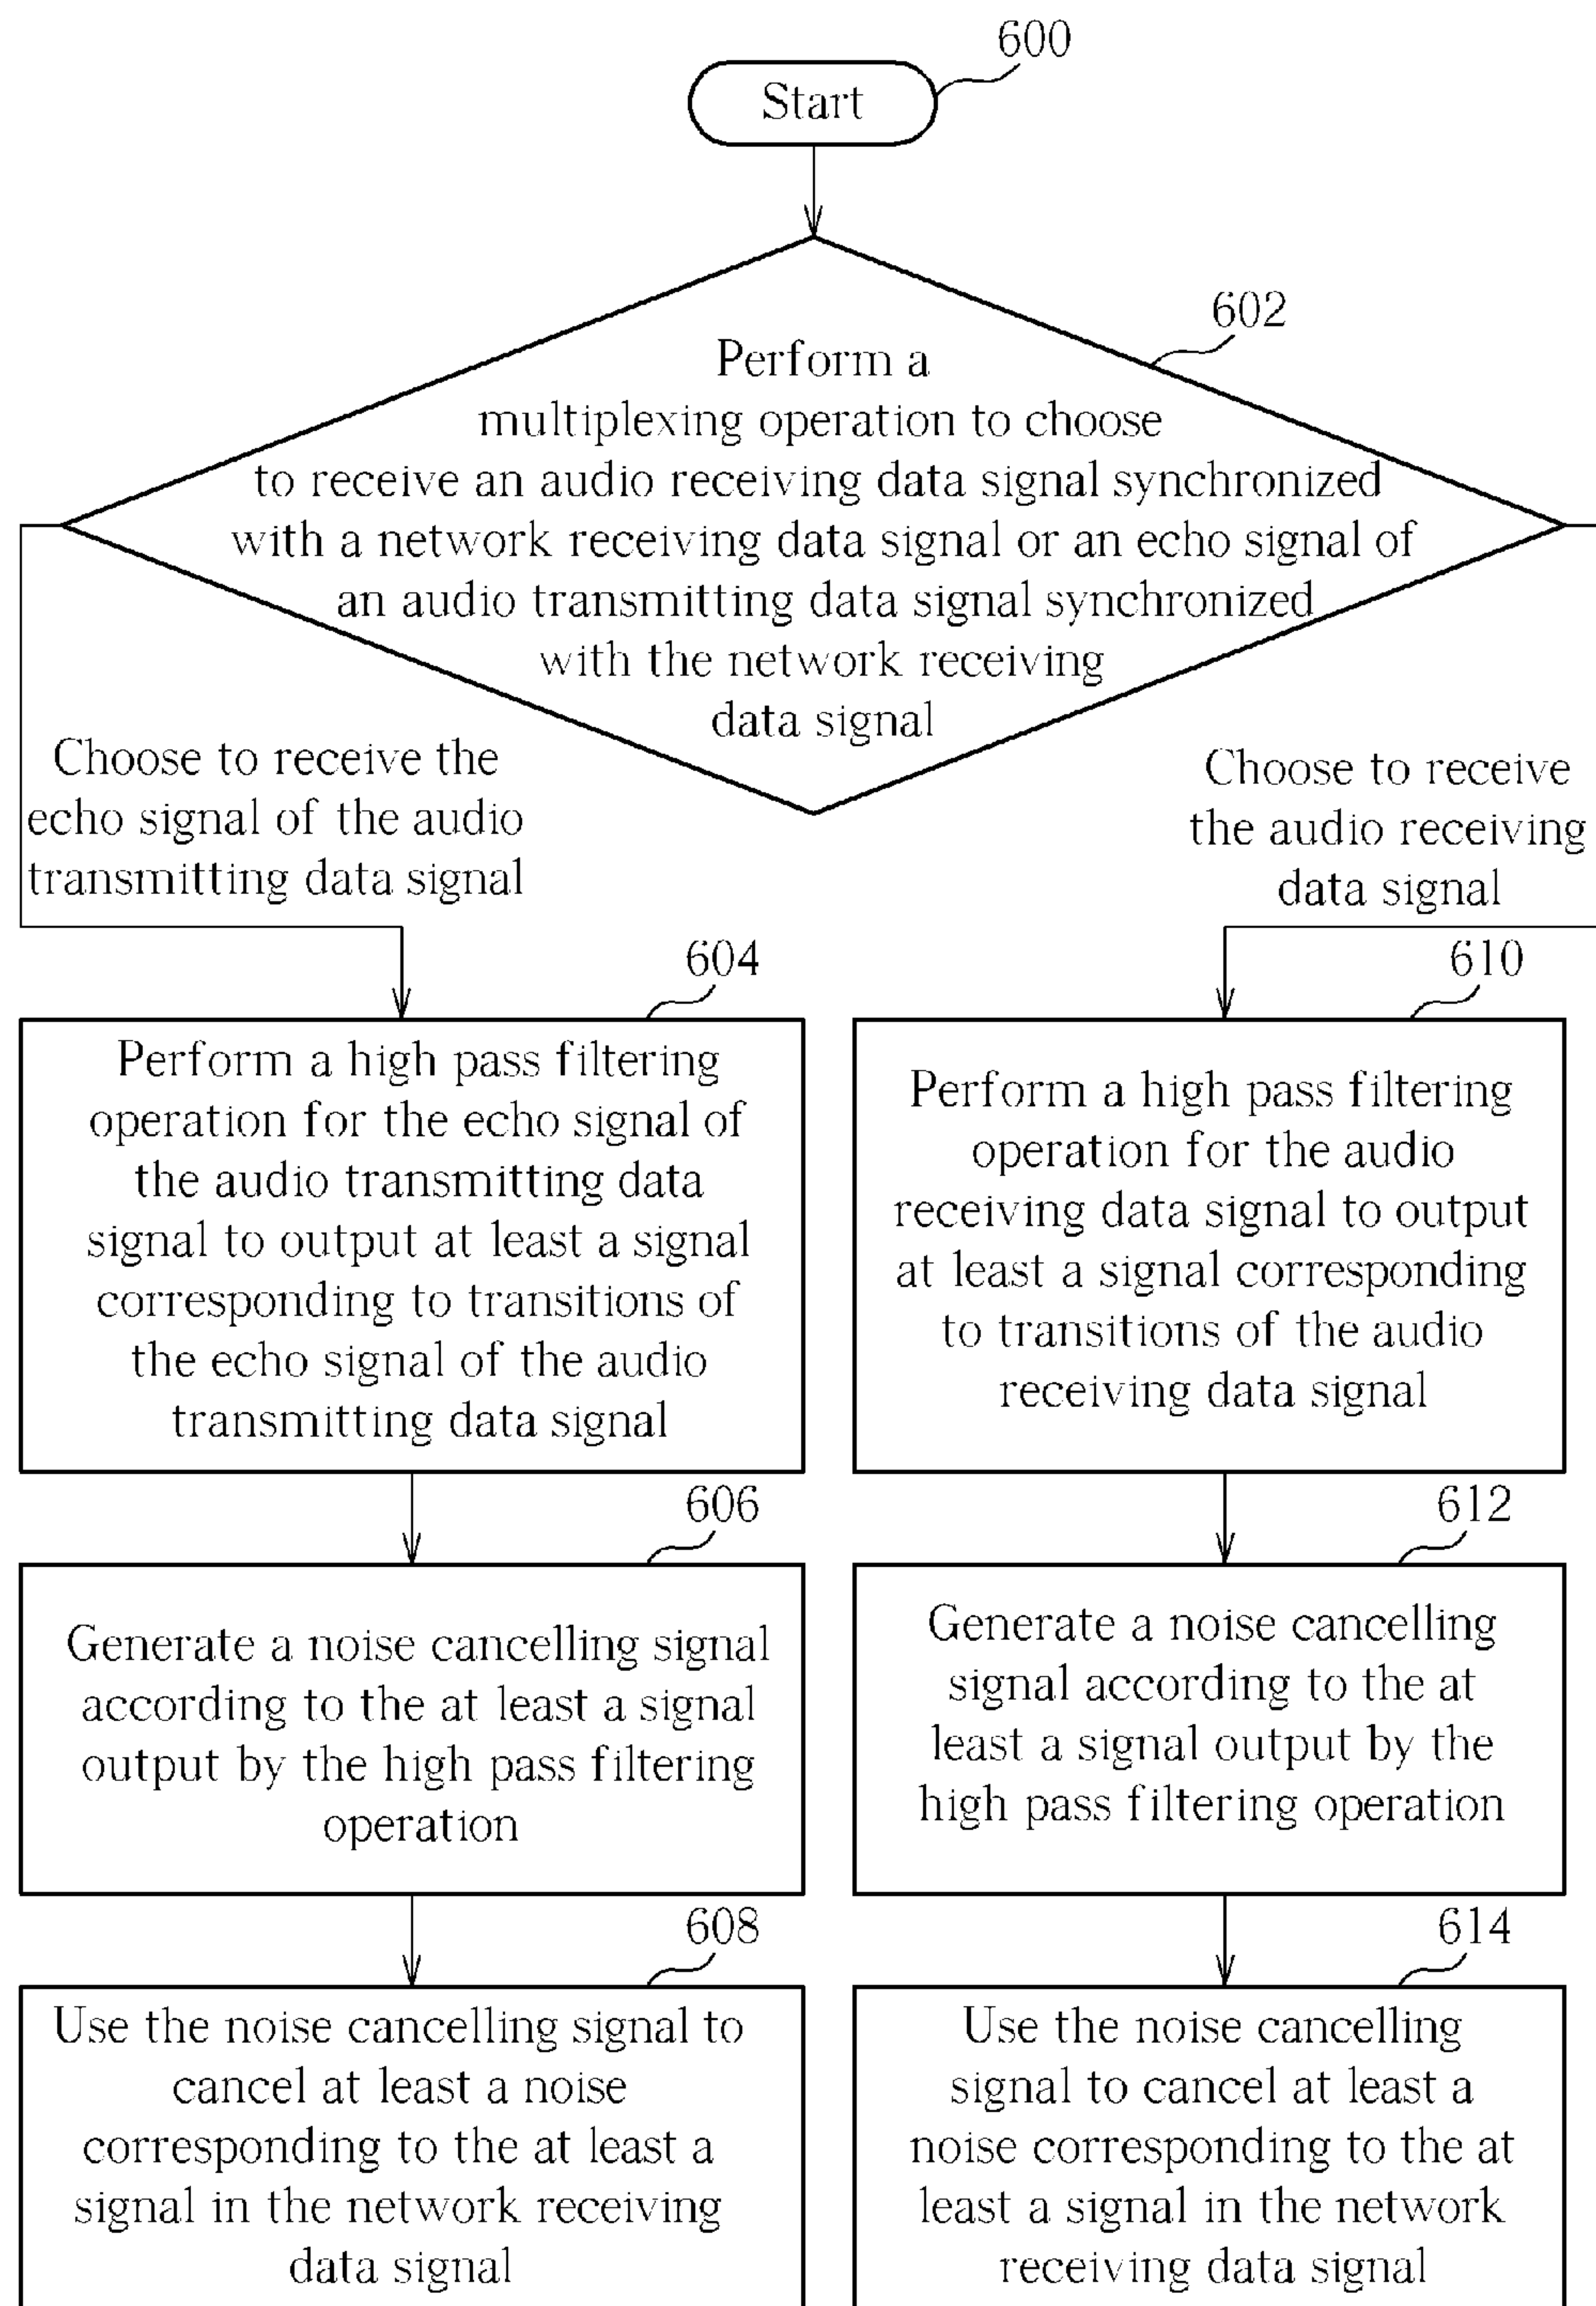 600
Start
602
Perform a
multiplexing operation to choose
to receive an audio receiving data signal synchronized
with a network receiving data signal or an echo signal of
an audio transmitting data signal synchronized
with the network receiving
data signal
Choose to receive the
echo signal of the audio
transmitting data signal
Choose to receive
the audio receiving
data signal
604
Perform a high pass filtering
operation for the echo signal of
the audio transmitting data
signal to output at least a signal
corresponding to transitions of
the echo signal of the audio
transmitting data signal
610
Perform a high pass filtering
operation for the audio
receiving data signal to output
at least a signal corresponding
to transitions of the audio
receiving data signal
606
Generate a noise cancelling signal
according to the at least a signal
output by the high pass filtering
operation
612
Generate a noise cancelling
signal according to the at
least a signal output by the
high pass filtering operation
608
Use the noise cancelling signal to
cancel at least a noise
corresponding to the at least a
signal in the network receiving
data signal
614
Use the noise cancelling
signal to cancel at least a
noise corresponding to the at
least a signal in the network
receiving data signal